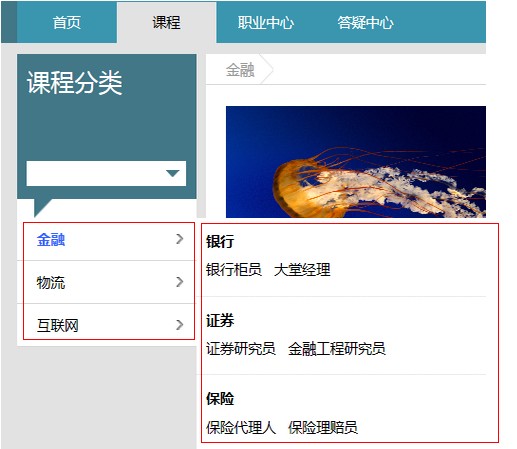 首页 课程 职业中心 答疑中心
课程分类
金融
金融
物流
互联网
银行
银行柜员 大堂经理
证券
证券研究员 金融工程研究员
保险
保险代理人 保险理赔员